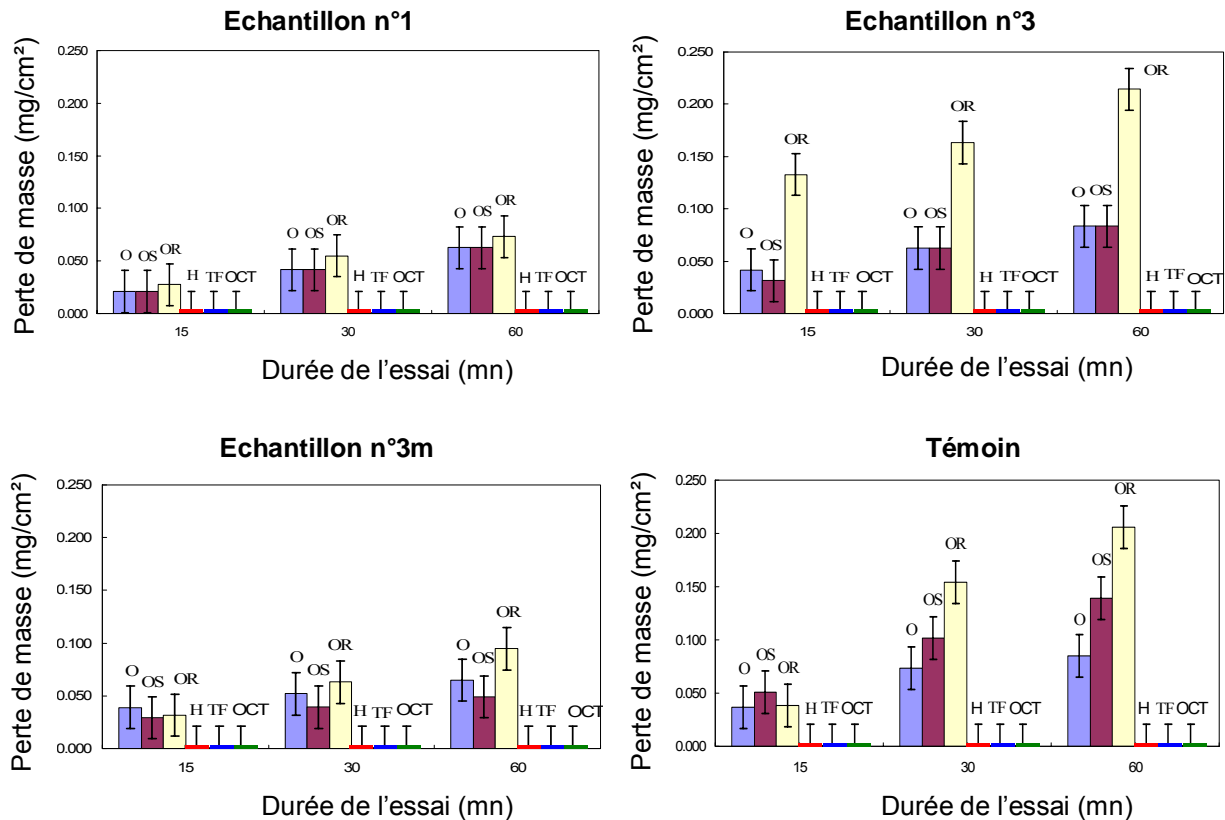 Echantillon n°1
Perte de masse (mg/cm²)
0.250
0.200
0.150
0.100
0.050
0.000
O OS OR H TF OCT
O OS OR H TF OCT
O OS OR H TF OCT
15 30 60
Durée de l'essai (mn)
Echantillon n°3
Perte de masse (mg/cm²)
0.250
0.200
0.150
0.100
0.050
0.000
O OS OR H TF OCT
O OS OR H TF OCT
O OS OR H TF OCT
15 30 60
Durée de l'essai (mn)
Echantillon n°3m
Perte de masse (mg/cm²)
0.250
0.200
0.150
0.100
0.050
0.000
O OS OR H TF OCT
O OS OR H TF OCT
O OS OR H TF OCT
15 30 60
Durée de l'essai (mn)
Témoin
Perte de masse (mg/cm²)
0.250
0.200
0.150
0.100
0.050
0.000
O OS OR H TF OCT
O OS OR H TF OCT
O OS OR H TF OCT
15 30 60
Durée de l'essai (mn)